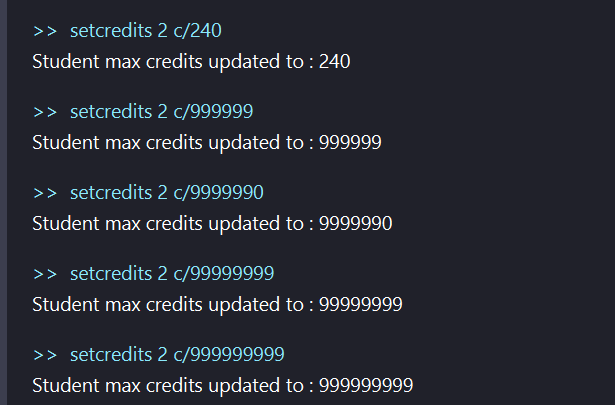 >> setcredits 2 c/240
Student max credits updated to : 240
>> setcredits 2 c/999999
Student max credits updated to : 999999
>> setcredits 2 c/9999990
Student max credits updated to : 9999990
>> setcredits 2 c/99999999
Student max credits updated to : 99999999
>> setcredits 2 c/999999999
Student max credits updated to : 999999999